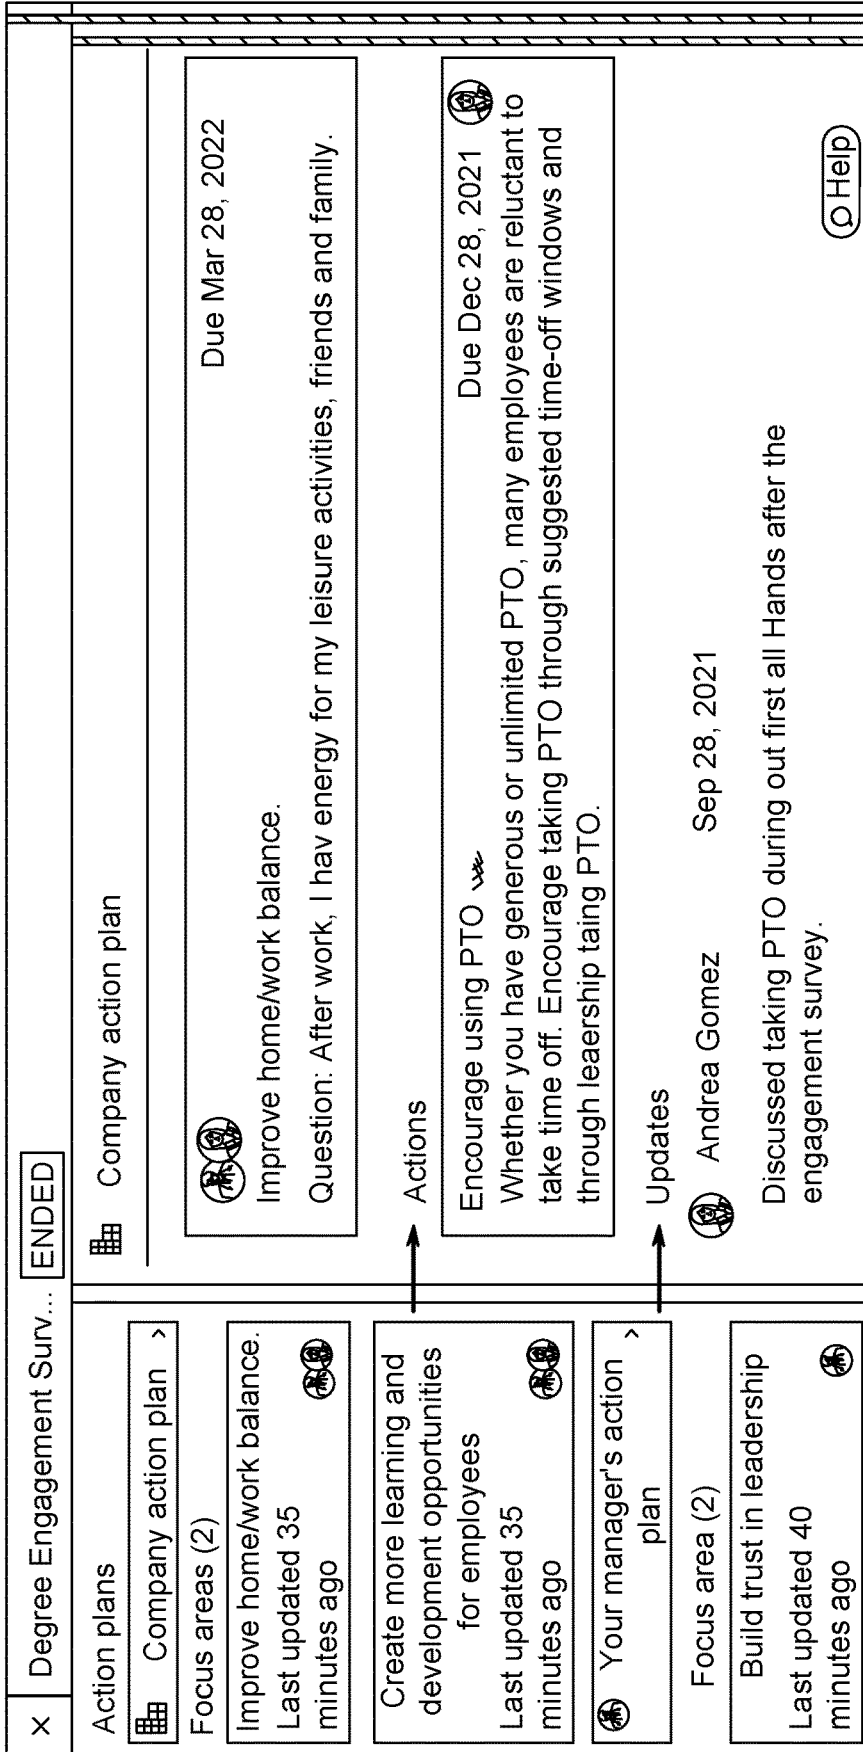 X Degree Engagement Surv... ENDED
Action plans
Company action plan >
Focus areas (2)
Improve home/work balance.
Last updated 35
minutes ago
Create more learning and
development opportunities
for employees
Last updated 35
minutes ago
Your manager's action >
plan
Focus area (2)
Build trust in leadership
Last updated 40
minutes ago
Company action plan
Due Mar 28, 2022
Improve home/work balance.
Question: After work, I hav energy for my leisure activities, friends and family.
Actions
Encourage using PTO Due Dec 28, 2021
Whether you have generous or unlimited PTO, many employees are reluctant to
take time off. Encourage taking PTO through suggested time-off windows and
through leaership taing PTO.
Updates
Andrea Gomez Sep 28, 2021
Discussed taking PTO during out first all Hands after the
engagement survey.
Help